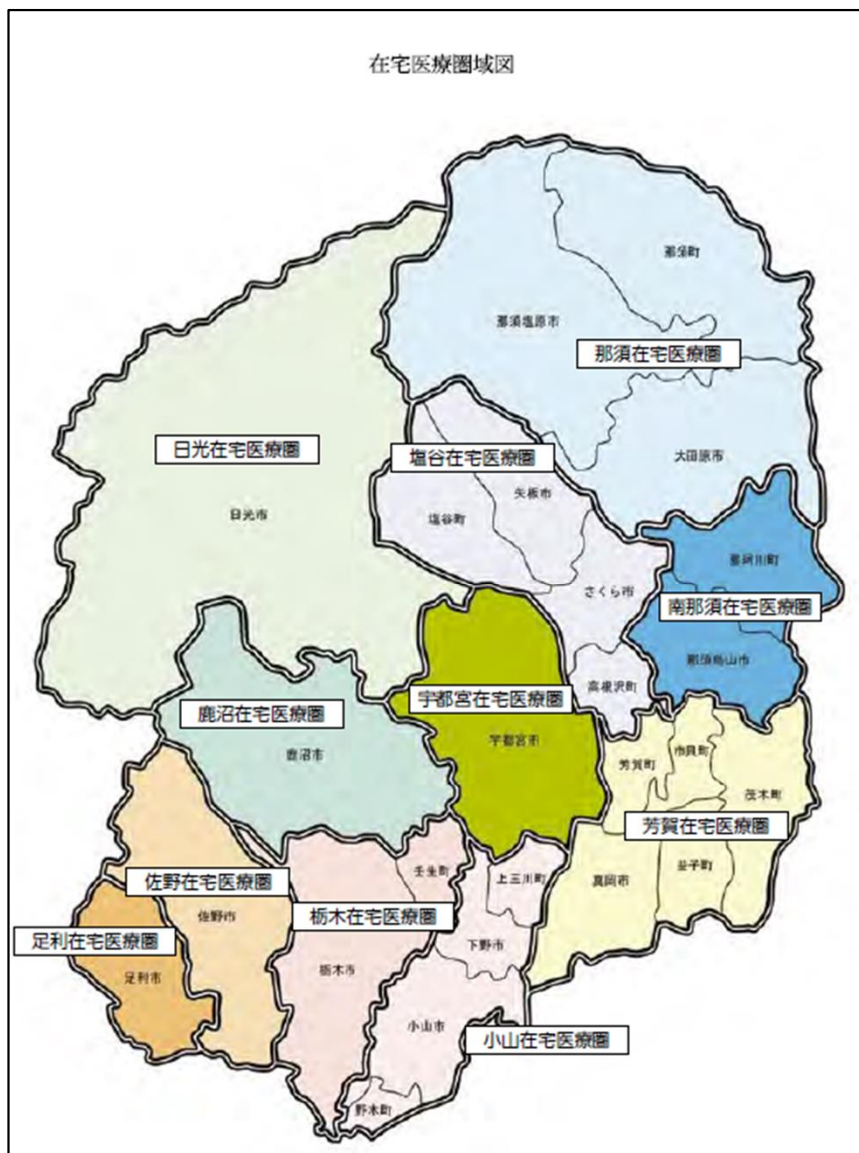 在宅医療圏域図
那須町
那須塩原市
那須在宅医療圏
日光在宅医療圏
塩谷在宅医療圏
大田原市
矢板市
日光市
塩谷町
那珂川町
さくら市
南那須在宅医療圏
那須烏山市
高根沢町
宇都宮在宅医療圏
鹿沼在宅医療圏
宇都宮市
鹿沼市
芳賀町
市貝町
茂木町
芳賀在宅医療圏
壬生町
益子町
上三川町
真岡市
佐野在宅医療圏
佐野市
栃木在宅医療圏
足利在宅医療圏
下野市
栃木市
足利市
小山市
小山在宅医療圏
野木町